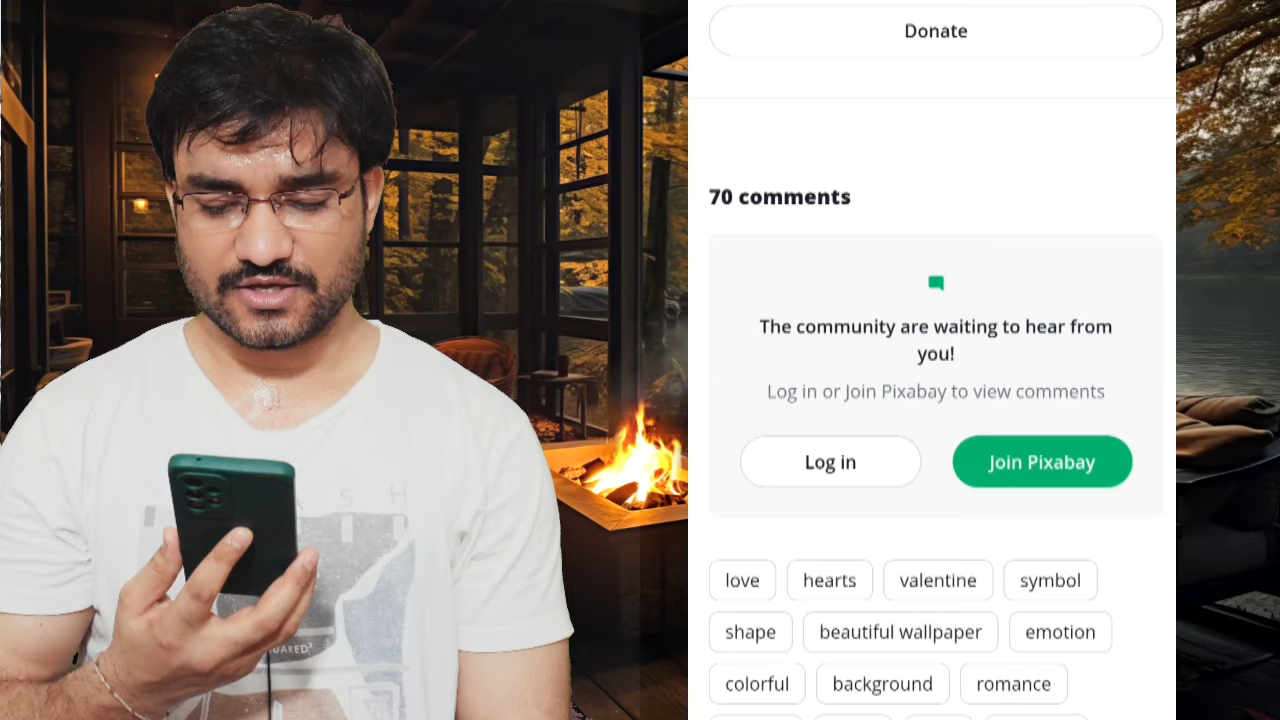 Donate
70 comments
The community are waiting to hear from
you!
Log in or Join Pixabay to view comments
Log in
Join Pixabay
love
hearts
valentine
symbol
shape
beautiful wallpaper
emotion
colorful
background
romance
S H
UARED